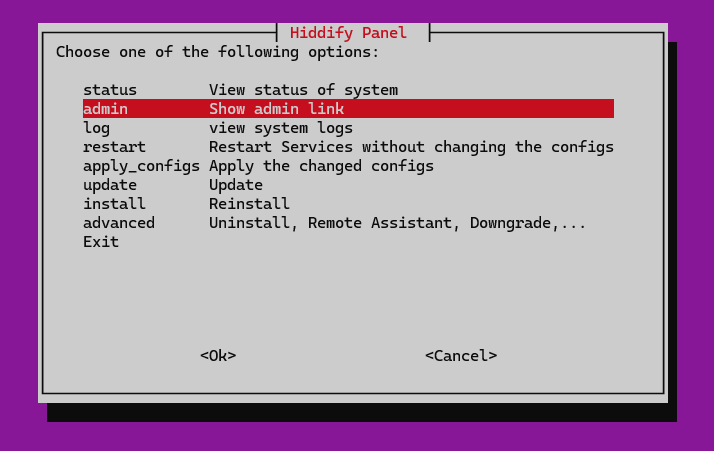 Hiddify Panel
Choose one of the following options:
status View status of system
admin Show admin link
log view system logs
restart Restart Services without changing the configs
apply_configs Apply the changed configs
update Update
install Reinstall
advanced Uninstall, Remote Assistant, Downgrade,...
Exit
<Ok> <Cancel>